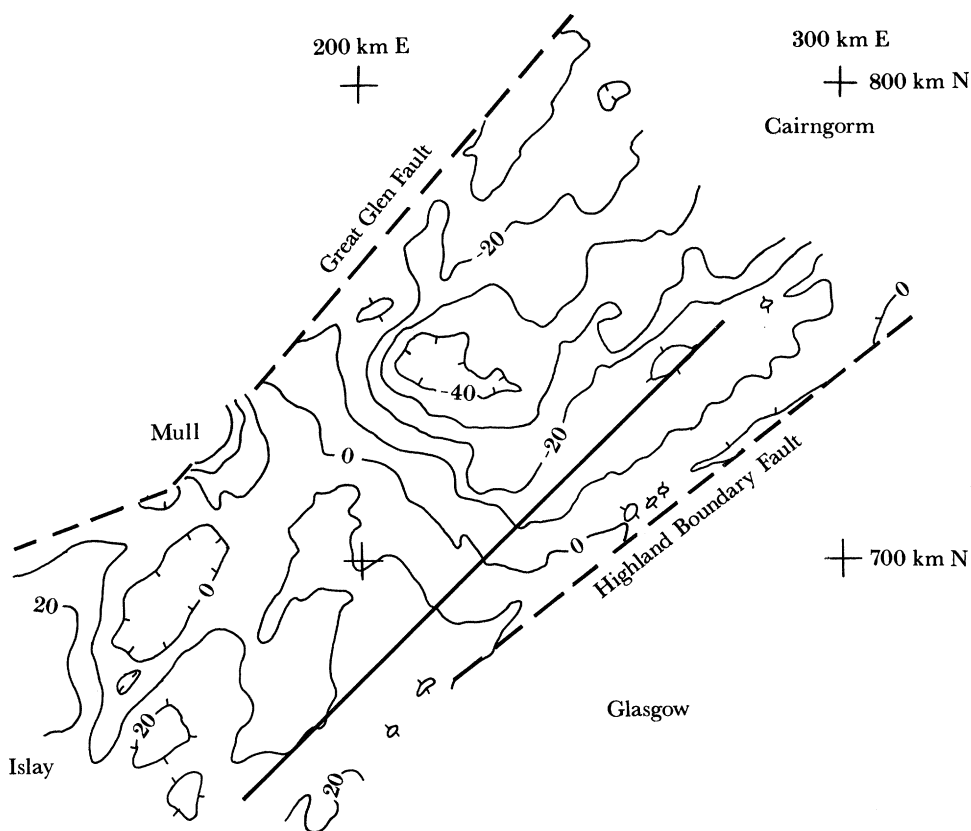 200 km E
300 km E
800 km N
Cairngorm
Great Glen Fault
-20
0
-40
Mull
0
-20
0
Highland Boundary Fault
700 km N
20
0
20
Glasgow
Islay
20